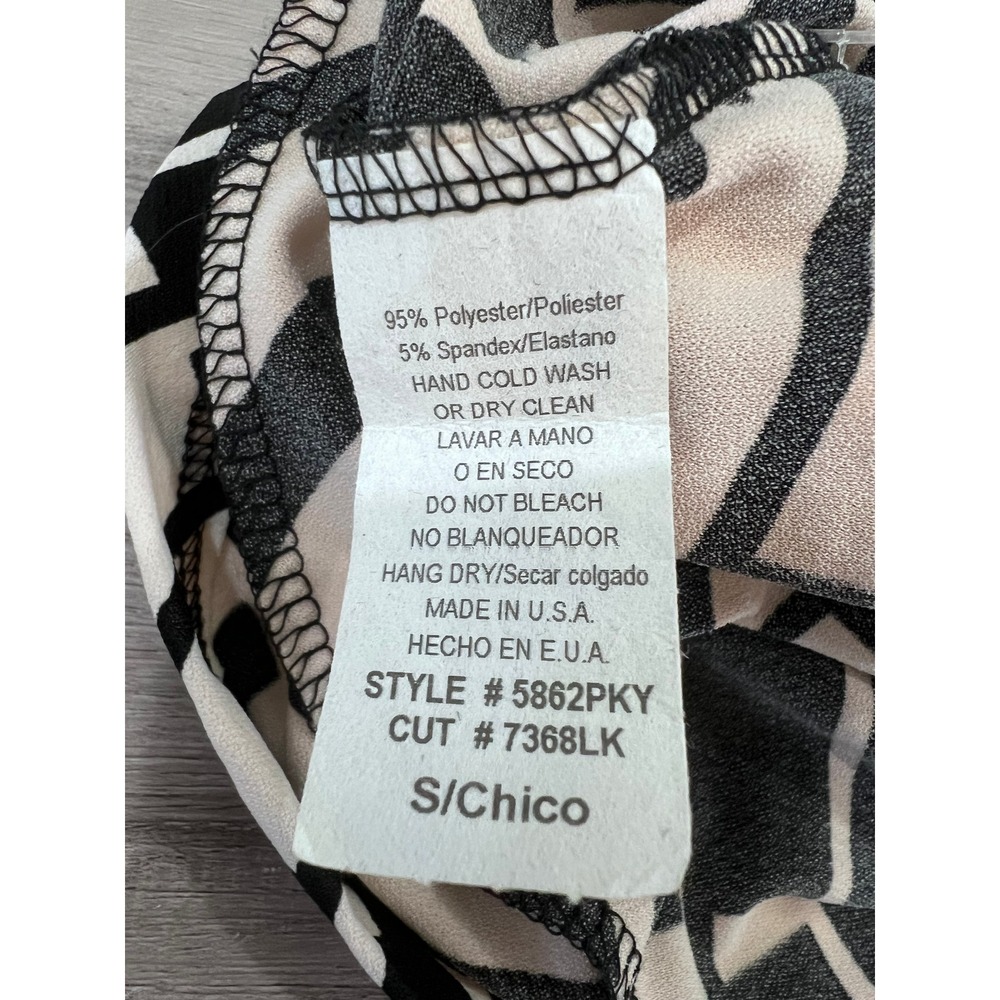 95% Polyester/Poliester
5% Spandex/Elastano
HAND COLD WASH
OR DRY CLEAN
LAVAR A MANO
O EN SECO
DO NOT BLEACH
NO BLANQUEADOR
HANG DRY/Secar colgado
MADE IN U.S.A.
HECHO EN E.U.A.
STYLE # 5862PKY
CUT # 7368LK
S/Chico